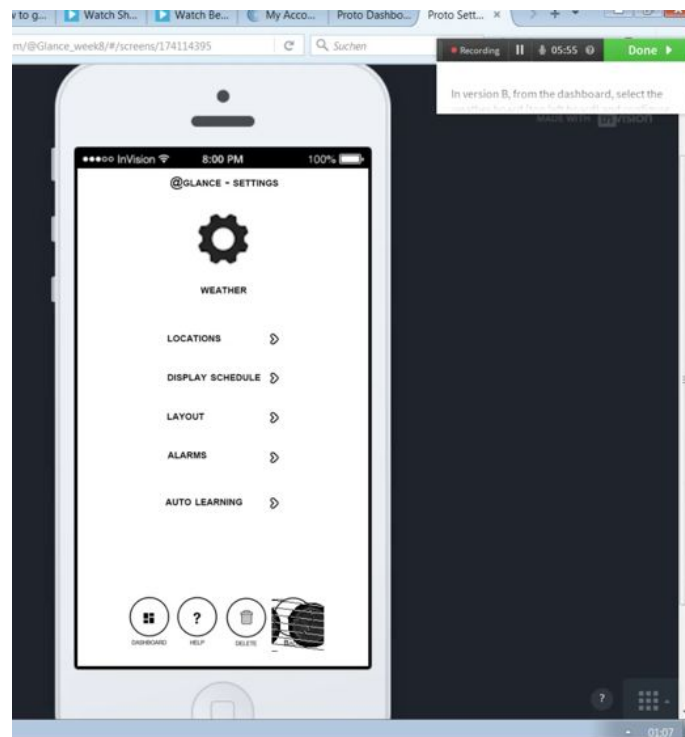 v to g...
Watch Sh...
Watch Be...
My Acco...
Proto Dashbo...
Proto Sett...
m/@Glance_week8/#/screens/174114395
Suchen
Recording
05:55
Done
In version B, from the dashboard, select the
MADE WITH InVision
●●●○○ InVision
8:00 PM
100%
@GLANCE - SETTINGS
WEATHER
LOCATIONS
DISPLAY SCHEDULE
LAYOUT
ALARMS
AUTO LEARNING
?
DASHBOARD
HELP
DELETE
?
01:07